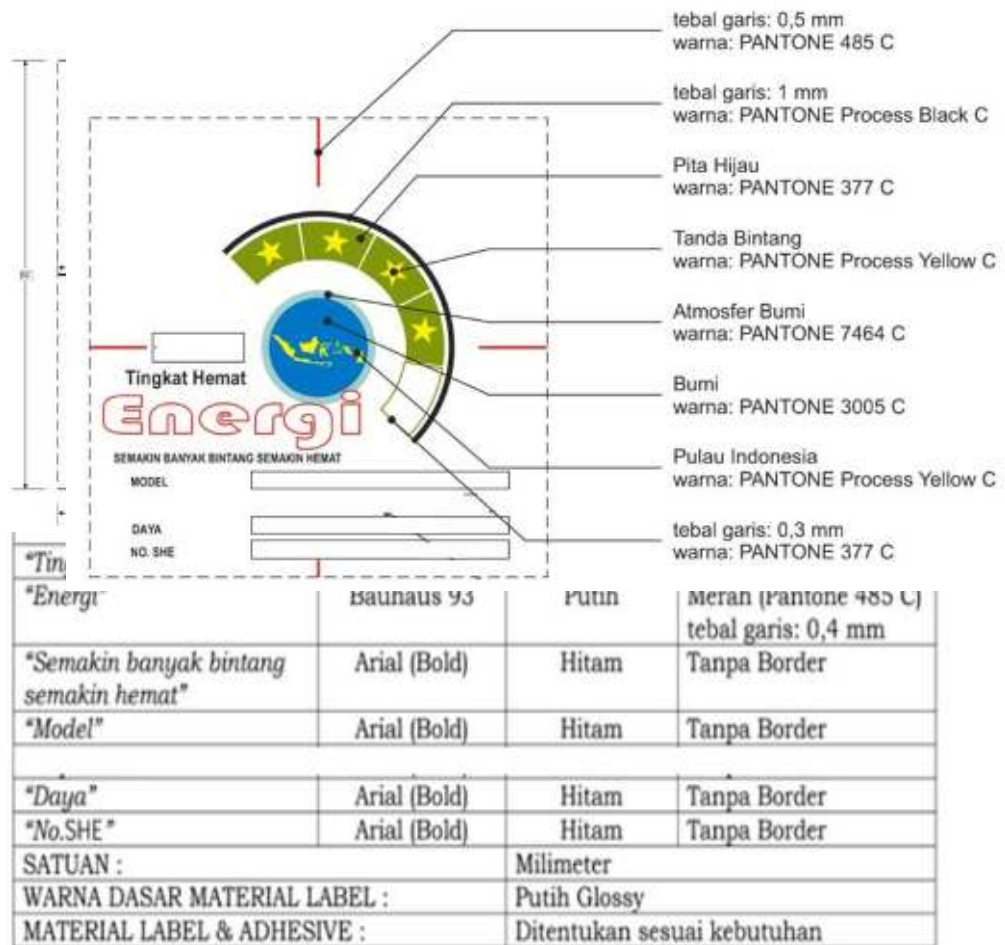 tebal garis: 0,5 mm
warna: PANTONE 485 C
tebal garis: 1 mm
warna: PANTONE Process Black C
Pita Hijau
warna: PANTONE 377 C
Tanda Bintang
warna: PANTONE Process Yellow C
Atmosfer Bumi
warna: PANTONE 7464 C
Bumi
warna: PANTONE 3005 C
Pulau Indonesia
warna: PANTONE Process Yellow C
tebal garis: 0,3 mm
warna: PANTONE 377 C
Tingkat Hemat
Energi
SEMAKIN BANYAK BINTANG SEMAKIN HEMAT
MODEL
DAYA
NO. SHE
"Energi" Bauhaus 93 Putih Merah (Pantone 485 C)
tebal garis: 0,4 mm
"Semakin banyak bintang Arial (Bold) Hitam Tanpa Border
semakin hemat"
"Model" Arial (Bold) Hitam Tanpa Border
"Daya" Arial (Bold) Hitam Tanpa Border
"No.SHE" Arial (Bold) Hitam Tanpa Border
SATUAN : Milimeter
WARNA DASAR MATERIAL LABEL : Putih Glossy
MATERIAL LABEL & ADHESIVE : Ditentukan sesuai kebutuhan